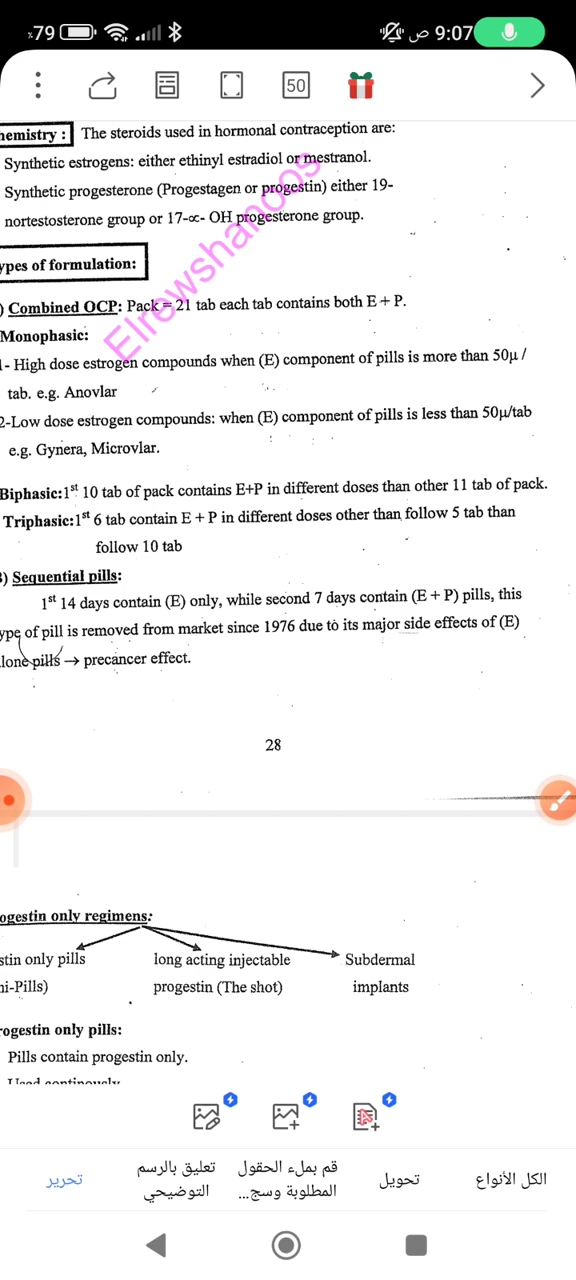 ٪79
9:07 ص
50
hemistry : The steroids used in hormonal contraception are:
Synthetic estrogens: either ethinyl estradiol or mestranol.
Synthetic progesterone (Progestagen or progestin) either 19-
nortestosterone group or 17-∝- OH progesterone group.
Elrewshanoos
ypes of formulation:
) Combined OCP: Pack = 21 tab each tab contains both E + P.
Monophasic:
1- High dose estrogen compounds when (E) component of pills is more than 50μ /
tab. e.g. Anovlar
2-Low dose estrogen compounds: when (E) component of pills is less than 50μ/tab
e.g. Gynera, Microvlar.
Biphasic:1st 10 tab of pack contains E+P in different doses than other 11 tab of pack.
Triphasic:1st 6 tab contain E + P in different doses other than follow 5 tab than
follow 10 tab
3) Sequential pills:
1st 14 days contain (E) only, while second 7 days contain (E + P) pills, this
ype of pill is removed from market since 1976 due to its major side effects of (E)
lone pills → precancer effect.
28
ogestin only regimens:
stin only pills long acting injectable Subdermal
ni-Pills) progestin (The shot) implants
rogestin only pills:
Pills contain progestin only.
Used continously
الكل الأنواع
تحويل
قم بملء الحقول
المطلوبة وسج...
تعليق بالرسم
التوضيحي
تحرير